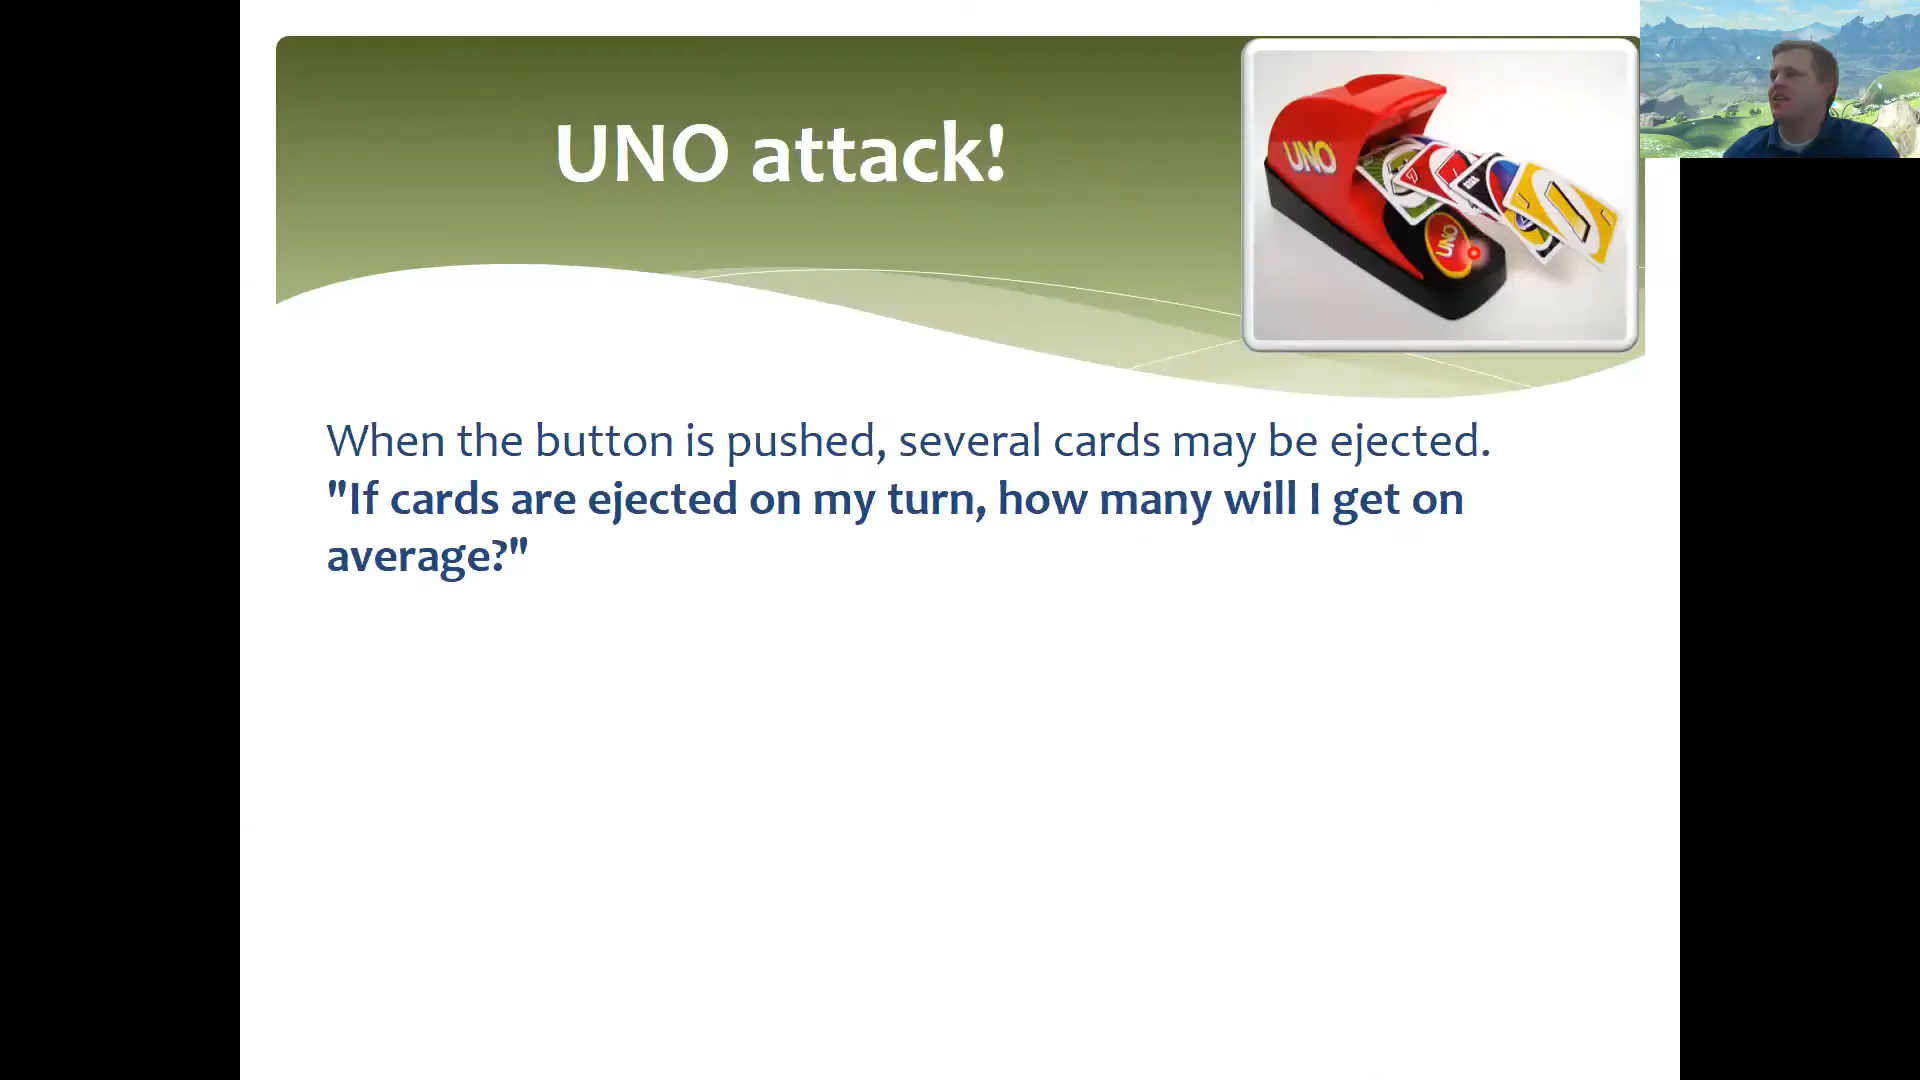 UNO attack!
UNO
UNO
When the button is pushed, several cards may be ejected.
"If cards are ejected on my turn, how many will I get on
average?"